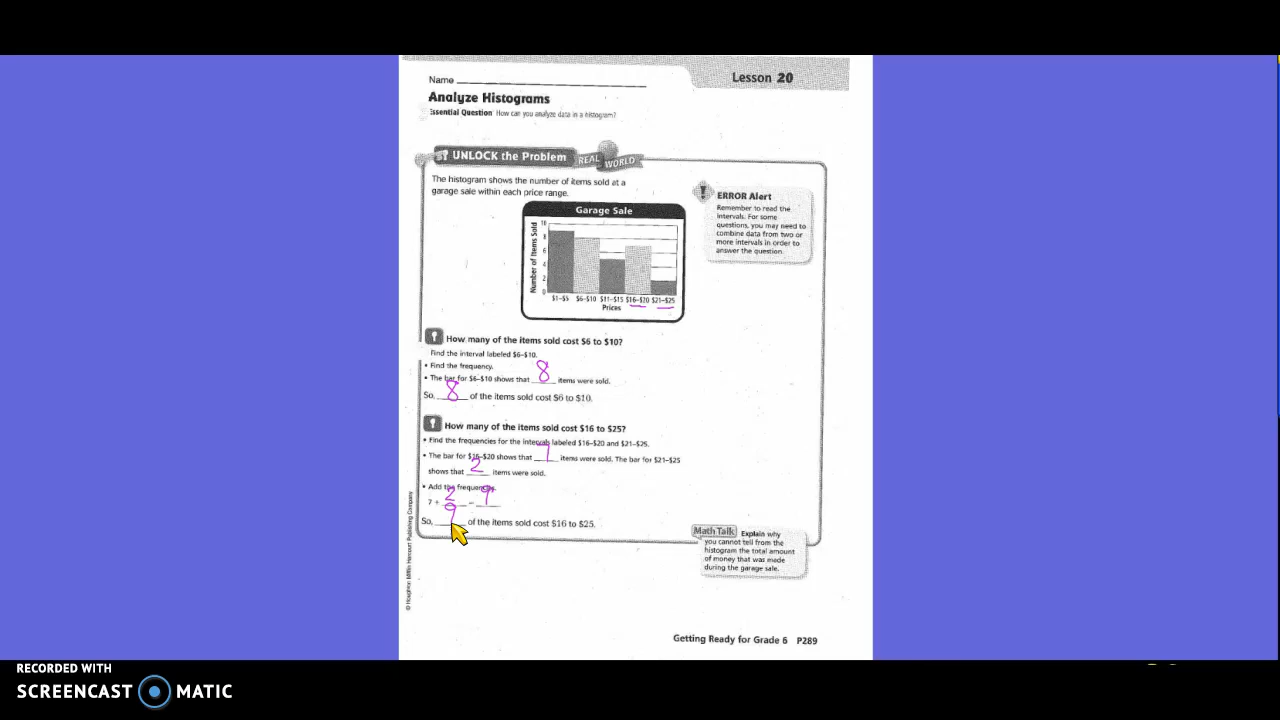 Lesson 20
Name
Analyze Histograms
Essential Question How can you analyze data in a histogram?
UNLOCK the Problem REAL WORLD
The histogram shows the number of items sold at a
garage sale within each price range.
Garage Sale
Number of Items Sold
10
8
6
4
2
0
$1–$5 $6–$10 $11–$15 $16–$20 $21–$25
Prices
ERROR Alert
Remember to read the
intervals. For some
questions, you may need to
combine data from two or
more intervals in order to
answer the question.
How many of the items sold cost $6 to $10?
Find the interval labeled $6–$10.
• Find the frequency.
• The bar for $6–$10 shows that 8 items were sold.
So, 8 of the items sold cost $6 to $10.
How many of the items sold cost $16 to $25?
• Find the frequencies for the intervals labeled $16–$20 and $21–$25.
• The bar for $16–$20 shows that 7 items were sold. The bar for $21–$25
shows that 2 items were sold.
• Add the frequencies.
7 + 2 = 9
So, 9 of the items sold cost $16 to $25.
Math Talk Explain why
you cannot tell from the
histogram the total amount
of money that was made
during the garage sale.
© Houghton Mifflin Harcourt Publishing Company
Getting Ready for Grade 6 P289
RECORDED WITH
SCREENCAST MATIC